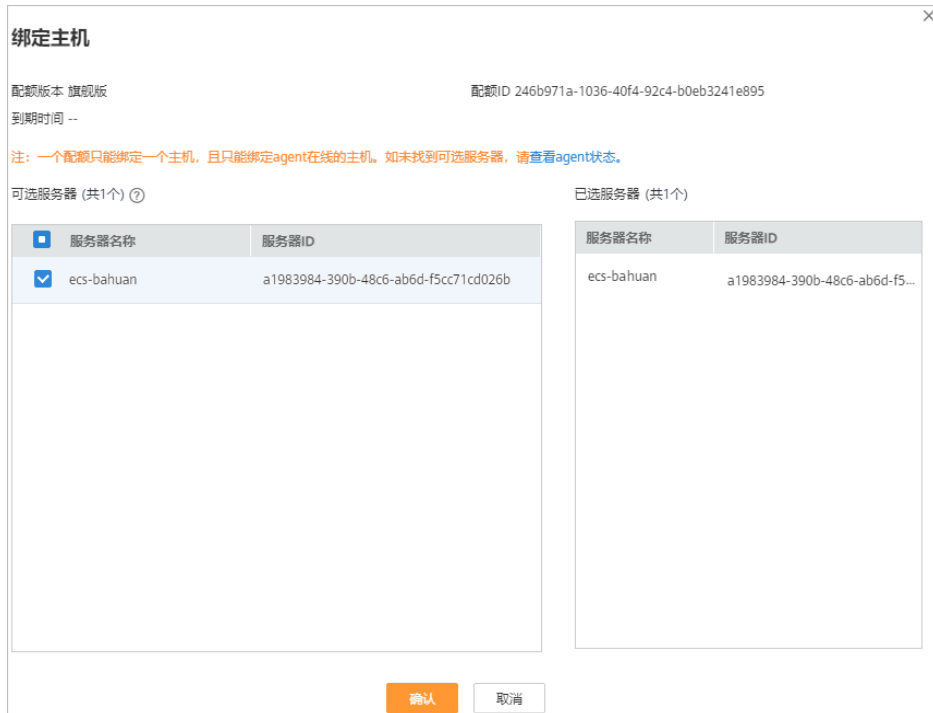 绑定主机
配额版本 旗舰版 配额ID 246b971a-1036-40f4-92c4-b0eb3241e895
到期时间 --
注：一个配额只能绑定一个主机，且只能绑定agent在线的主机。如未找到可选服务器，请查看agent状态。
可选服务器 (共1个) ? 已选服务器 (共1个)
服务器名称 服务器ID 服务器名称 服务器ID
ecs-bahuan a1983984-390b-48c6-ab6d-f5cc71cd026b ecs-bahuan a1983984-390b-48c6-ab6d-f5...
确认 取消